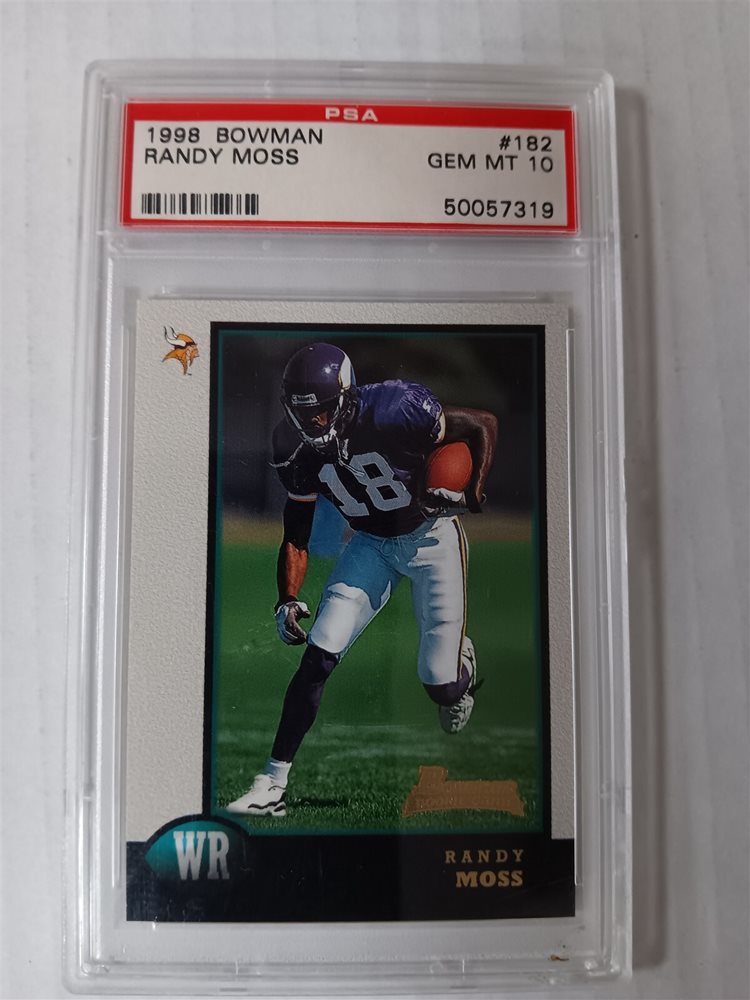 PSA
1998 BOWMAN #182
RANDY MOSS GEM MT 10
50057319
18
WR
RANDY
MOSS